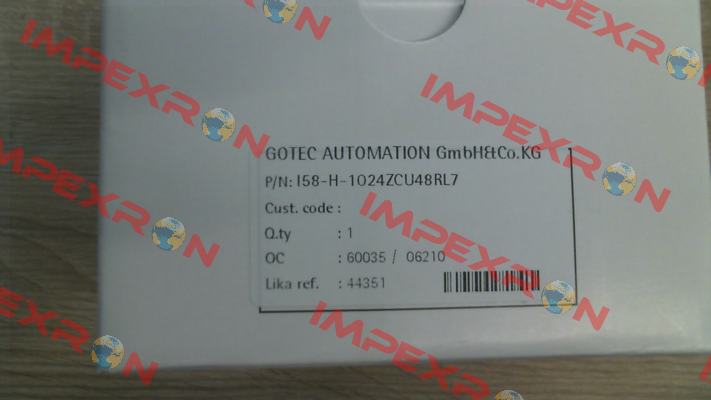 GOTEC AUTOMATION GmbH&Co.KG
P/N: I58-H-1024ZCU48RL7
Cust. code :
Q.ty : 1
OC : 60035 / 06210
Lika ref. : 44351
IMPEXRON
IMPEXRON
IMPEXRON
IMPEXRON
IMPEXRON
IMPEXRON